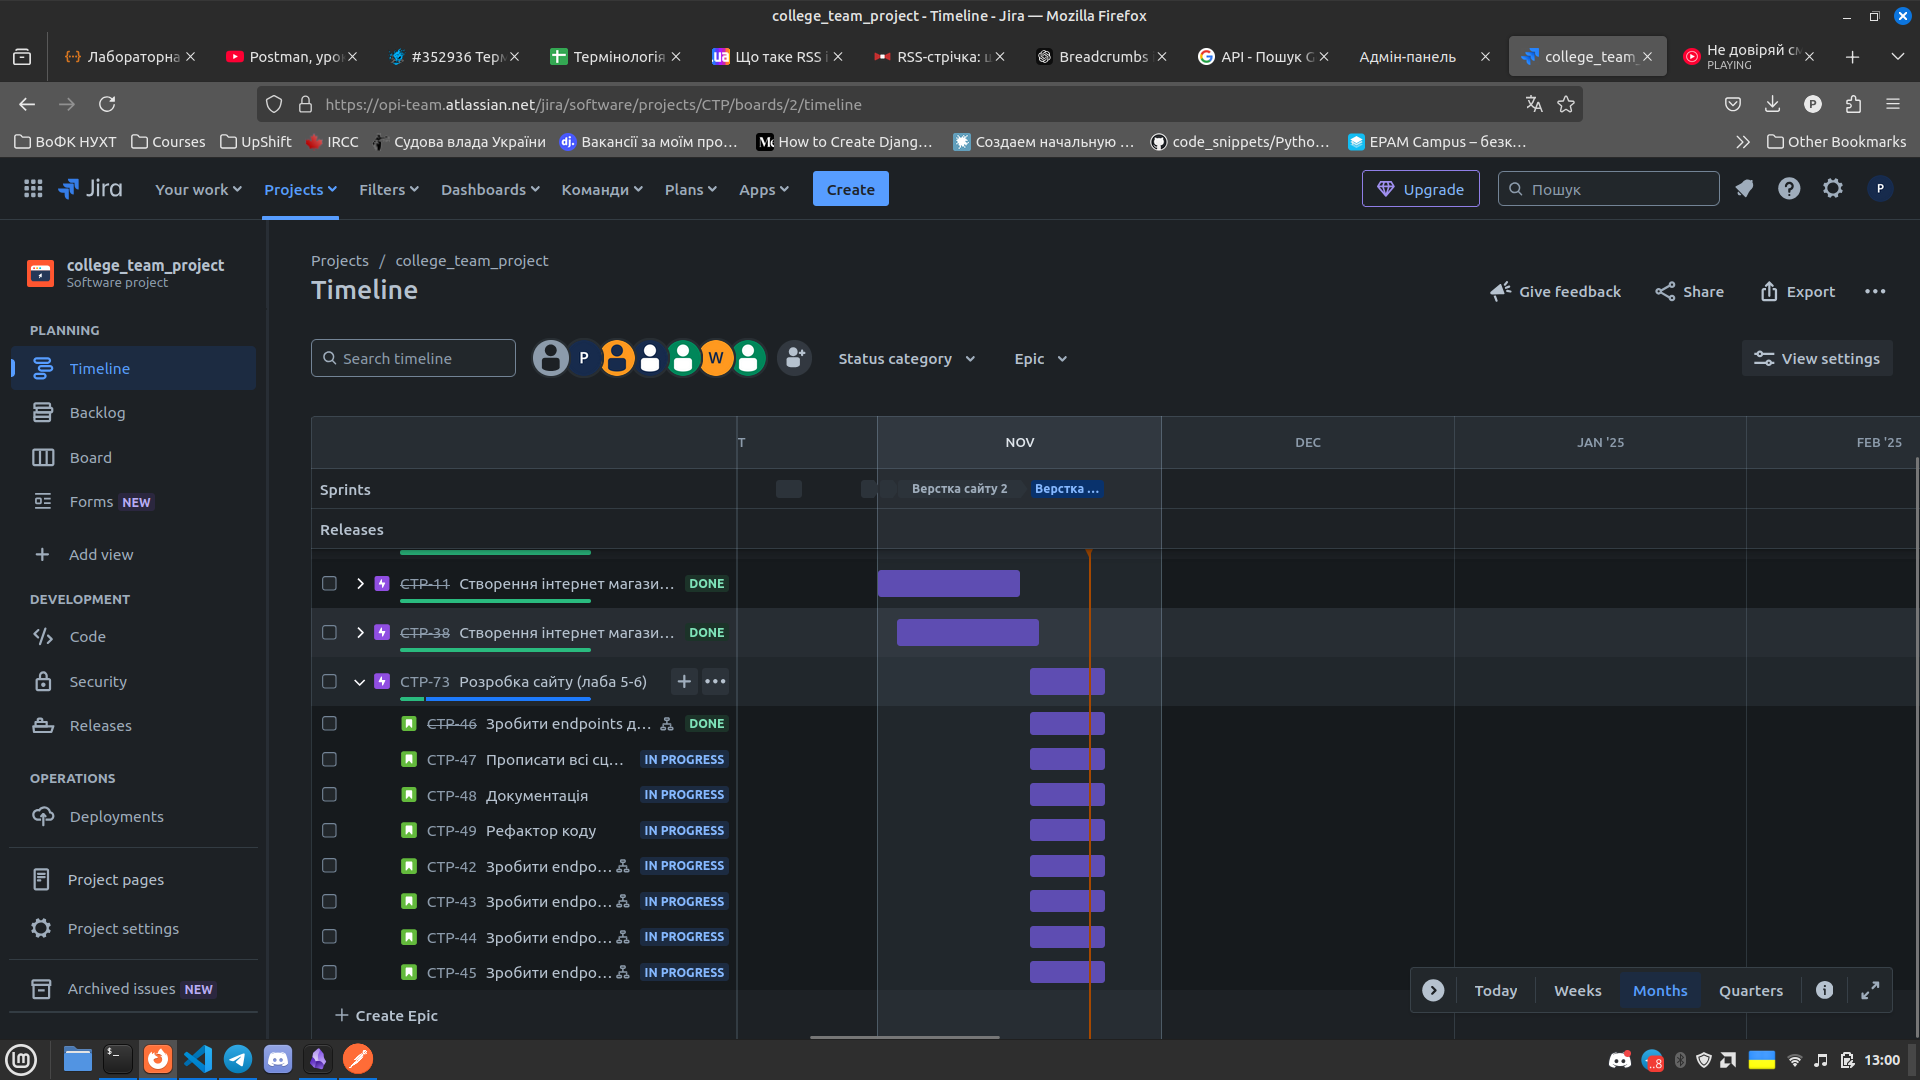 college_team_project - Timeline - Jira — Mozilla Firefox
Лабораторна
Postman, уро
#352936 Тер
Термінологія
Що таке RSS і
RSS-стрічка: щ
Breadcrumbs
API - Пошук G
Адмін-панель
college_team_
Не довіряй см
PLAYING
https://opi-team.atlassian.net/jira/software/projects/CTP/boards/2/timeline
P
ВоФК НУХТ
Courses
UpShift
IRCC
Судова влада України
dj.
Вакансії за моїм про…
How to Create Djang…
Создаем начальную …
code_snippets/Pytho…
EPAM Campus – безк…
Other Bookmarks
Jira
Your work
Projects
Filters
Dashboards
Команди
Plans
Apps
Create
Upgrade
Пошук
P
college_team_project
Software project
PLANNING
Timeline
Backlog
Board
Forms NEW
Add view
DEVELOPMENT
Code
Security
Releases
OPERATIONS
Deployments
Project pages
Project settings
Archived issues NEW
Projects / college_team_project
Timeline
Give feedback
Share
Export
Search timeline
P
W
Status category
Epic
View settings
T
NOV
DEC
JAN '25
FEB '25
Sprints
Верстка сайту 2
Верстка …
Releases
CTP-11 Створення інтернет магази… DONE
CTP-38 Створення інтернет магази… DONE
CTP-73 Розробка сайту (лаба 5-6)
CTP-46 Зробити endpoints д… DONE
CTP-47 Прописати всі сц… IN PROGRESS
CTP-48 Документація IN PROGRESS
CTP-49 Рефактор коду IN PROGRESS
CTP-42 Зробити endpo… IN PROGRESS
CTP-43 Зробити endpo… IN PROGRESS
CTP-44 Зробити endpo… IN PROGRESS
CTP-45 Зробити endpo… IN PROGRESS
Create Epic
Today
Weeks
Months
Quarters
13:00